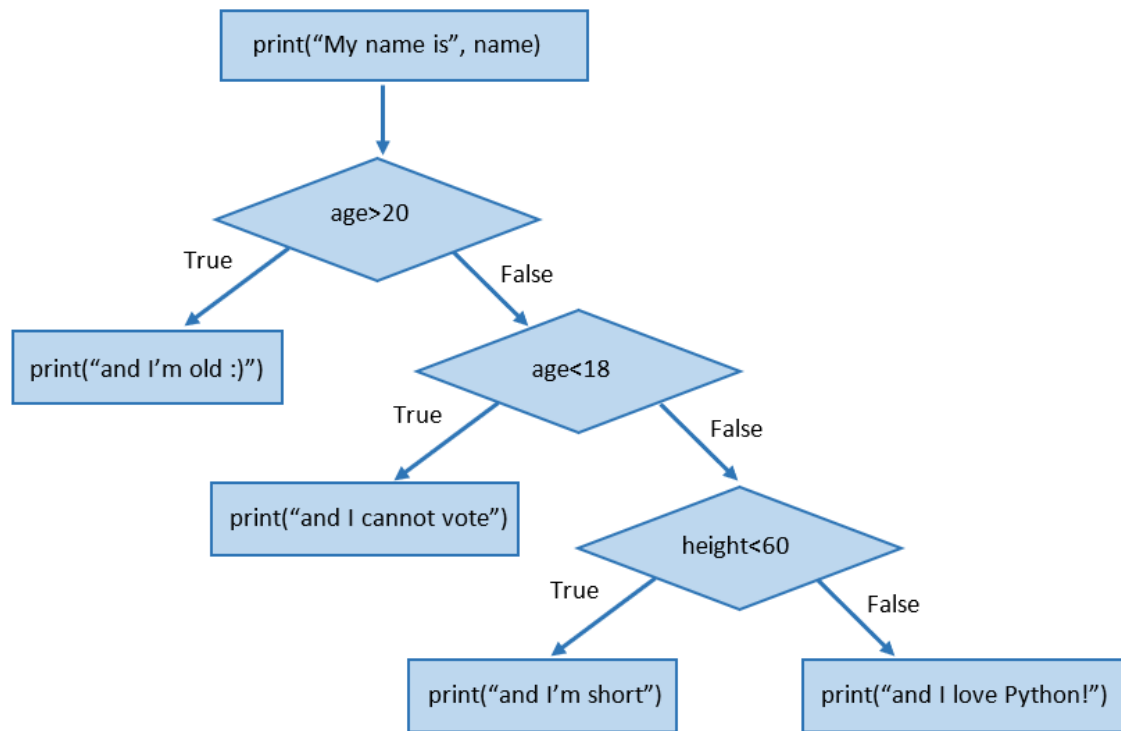 print(“My name is”, name)
age>20
True
False
print(“and I’m old :)”)
age<18
True
False
print(“and I cannot vote”)
height<60
True
False
print(“and I’m short”)
print(“and I love Python!”)